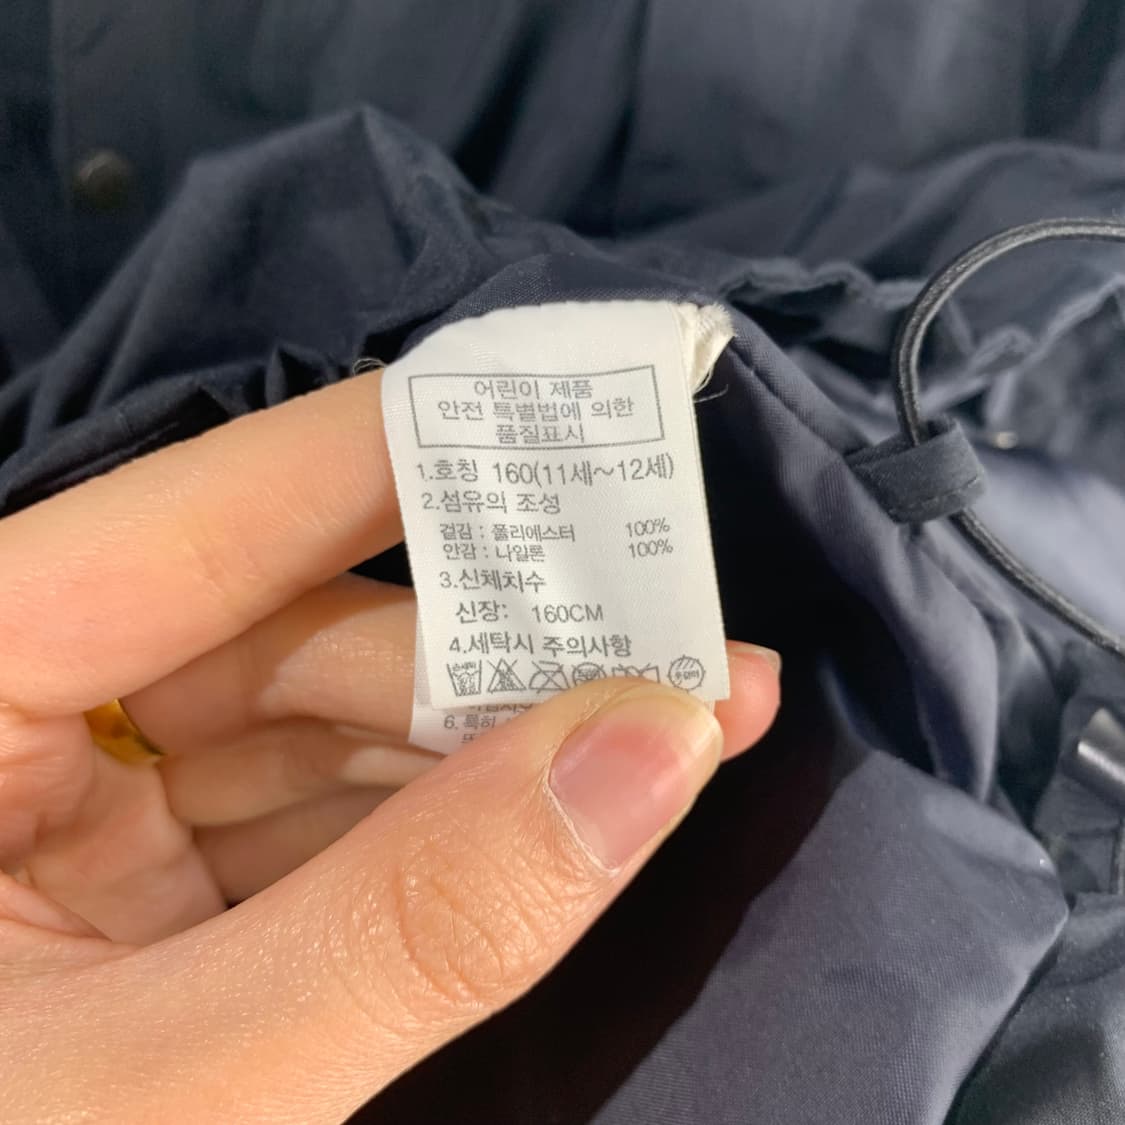 어린이 제품
안전 특별법에 의한
품질표시
1.호칭 160(11세~12세)
2.섬유의 조성
겉감 : 폴리에스터 100%
안감 : 나일론 100%
3.신체치수
신장: 160CM
4.세탁시 주의사항
6. 특히